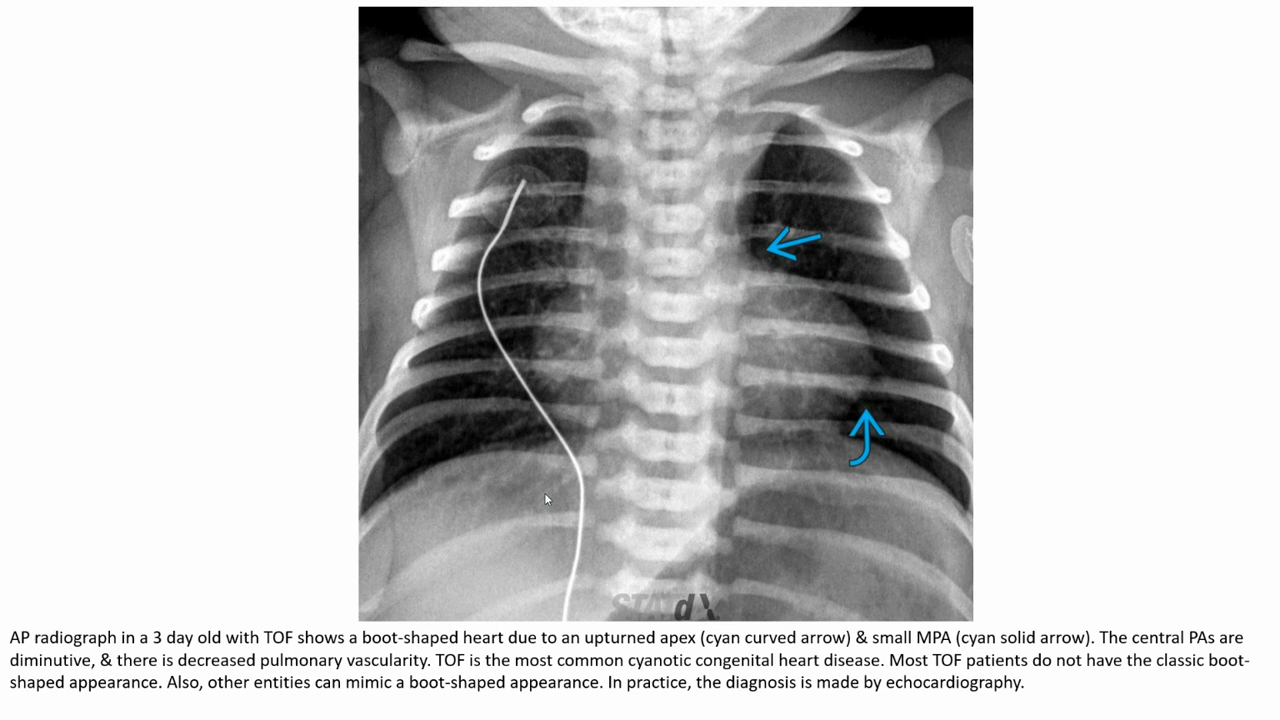 STATdX
AP radiograph in a 3 day old with TOF shows a boot-shaped heart due to an upturned apex (cyan curved arrow) & small MPA (cyan solid arrow). The central PAs are
diminutive, & there is decreased pulmonary vascularity. TOF is the most common cyanotic congenital heart disease. Most TOF patients do not have the classic boot-
shaped appearance. Also, other entities can mimic a boot-shaped appearance. In practice, the diagnosis is made by echocardiography.